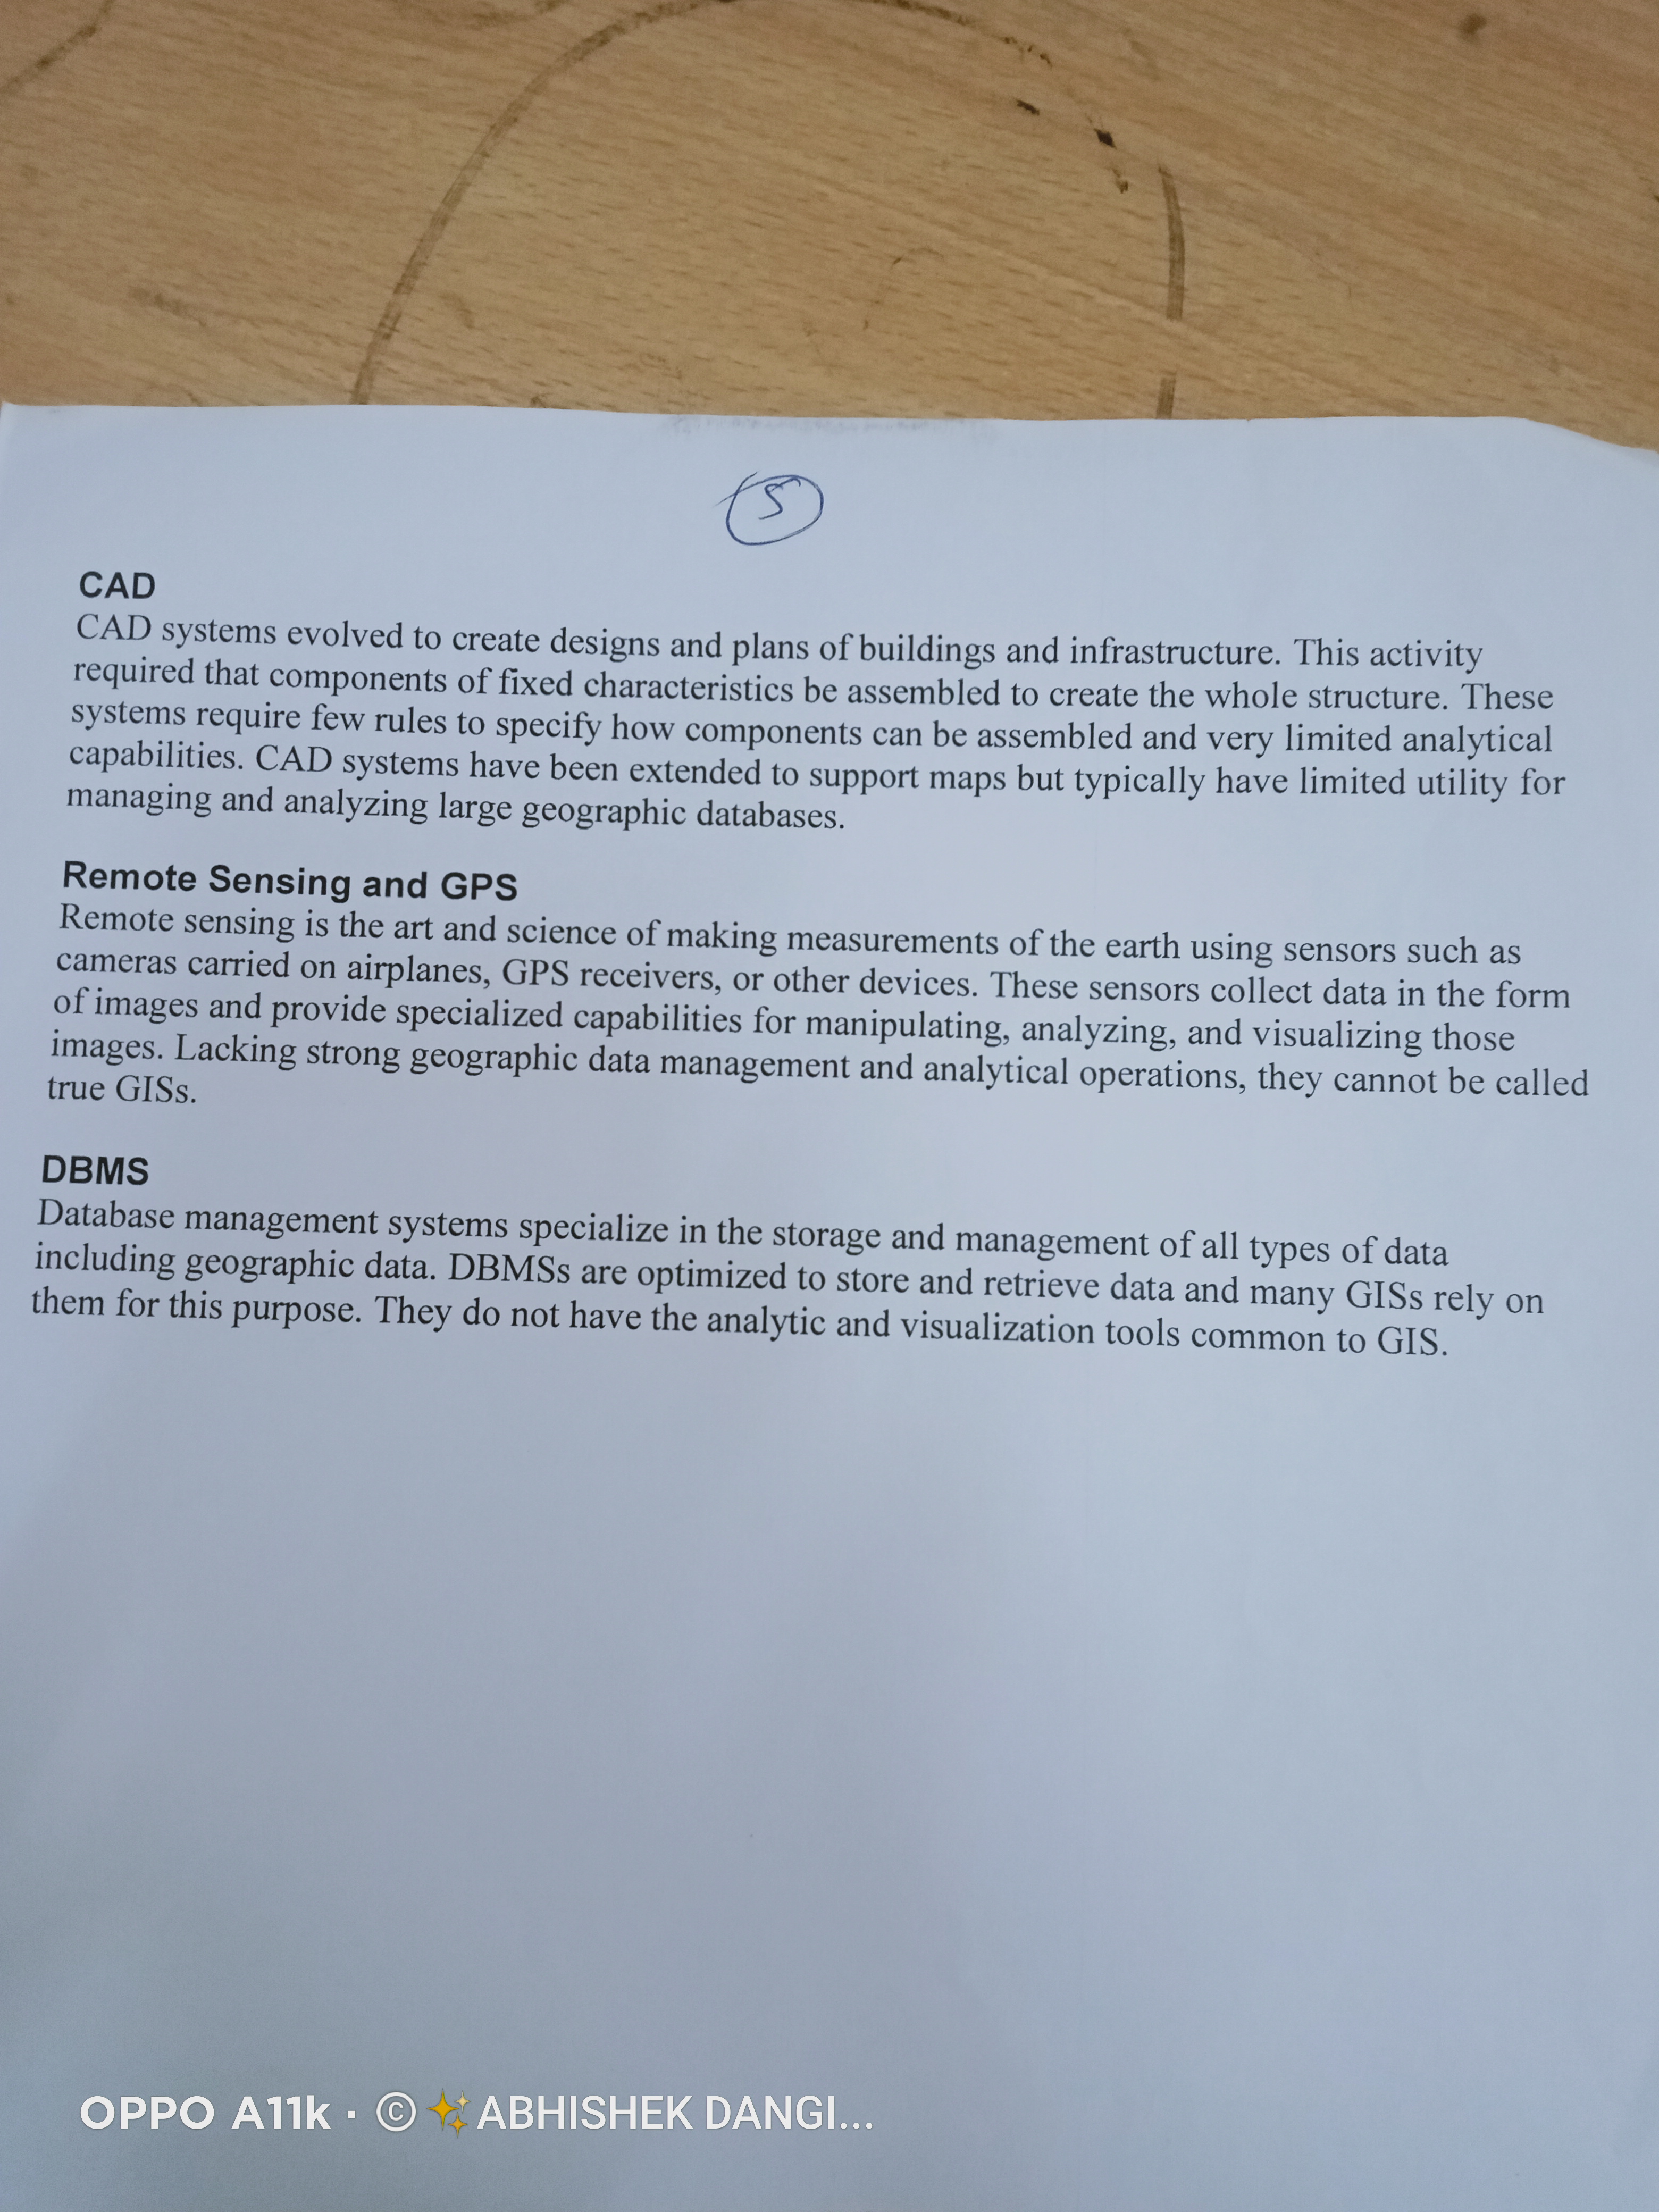 5
CAD
CAD systems evolved to create designs and plans of buildings and infrastructure. This activity
required that components of fixed characteristics be assembled to create the whole structure. These
systems require few rules to specify how components can be assembled and very limited analytical
capabilities. CAD systems have been extended to support maps but typically have limited utility for
managing and analyzing large geographic databases.
Remote Sensing and GPS
Remote sensing is the art and science of making measurements of the earth using sensors such as
cameras carried on airplanes, GPS receivers, or other devices. These sensors collect data in the form
of images and provide specialized capabilities for manipulating, analyzing, and visualizing those
images. Lacking strong geographic data management and analytical operations, they cannot be called
true GISs.
DBMS
Database management systems specialize in the storage and management of all types of data
including geographic data. DBMSs are optimized to store and retrieve data and many GISs rely on
them for this purpose. They do not have the analytic and visualization tools common to GIS.
OPPO A11k · ©✨ABHISHEK DANGI...